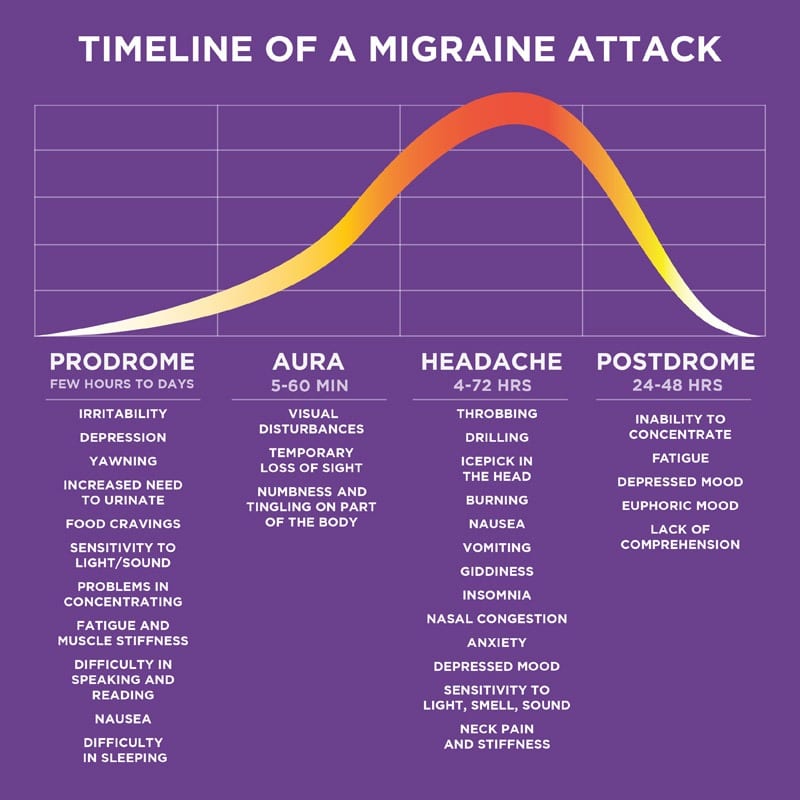 TIMELINE OF A MIGRAINE ATTACK
PRODROME
FEW HOURS TO DAYS
IRRITABILITY
DEPRESSION
YAWNING
INCREASED NEED
TO URINATE
FOOD CRAVINGS
SENSITIVITY TO
LIGHT/SOUND
PROBLEMS IN
CONCENTRATING
FATIGUE AND
MUSCLE STIFFNESS
DIFFICULTY IN
SPEAKING AND
READING
NAUSEA
DIFFICULTY
IN SLEEPING
AURA
5-60 MIN
VISUAL
DISTURBANCES
TEMPORARY
LOSS OF SIGHT
NUMBNESS AND
TINGLING ON PART
OF THE BODY
HEADACHE
4-72 HRS
THROBBING
DRILLING
ICEPICK IN
THE HEAD
BURNING
NAUSEA
VOMITING
GIDDINESS
INSOMNIA
NASAL CONGESTION
ANXIETY
DEPRESSED MOOD
SENSITIVITY TO
LIGHT, SMELL, SOUND
NECK PAIN
AND STIFFNESS
POSTDROME
24-48 HRS
INABILITY TO
CONCENTRATE
FATIGUE
DEPRESSED MOOD
EUPHORIC MOOD
LACK OF
COMPREHENSION